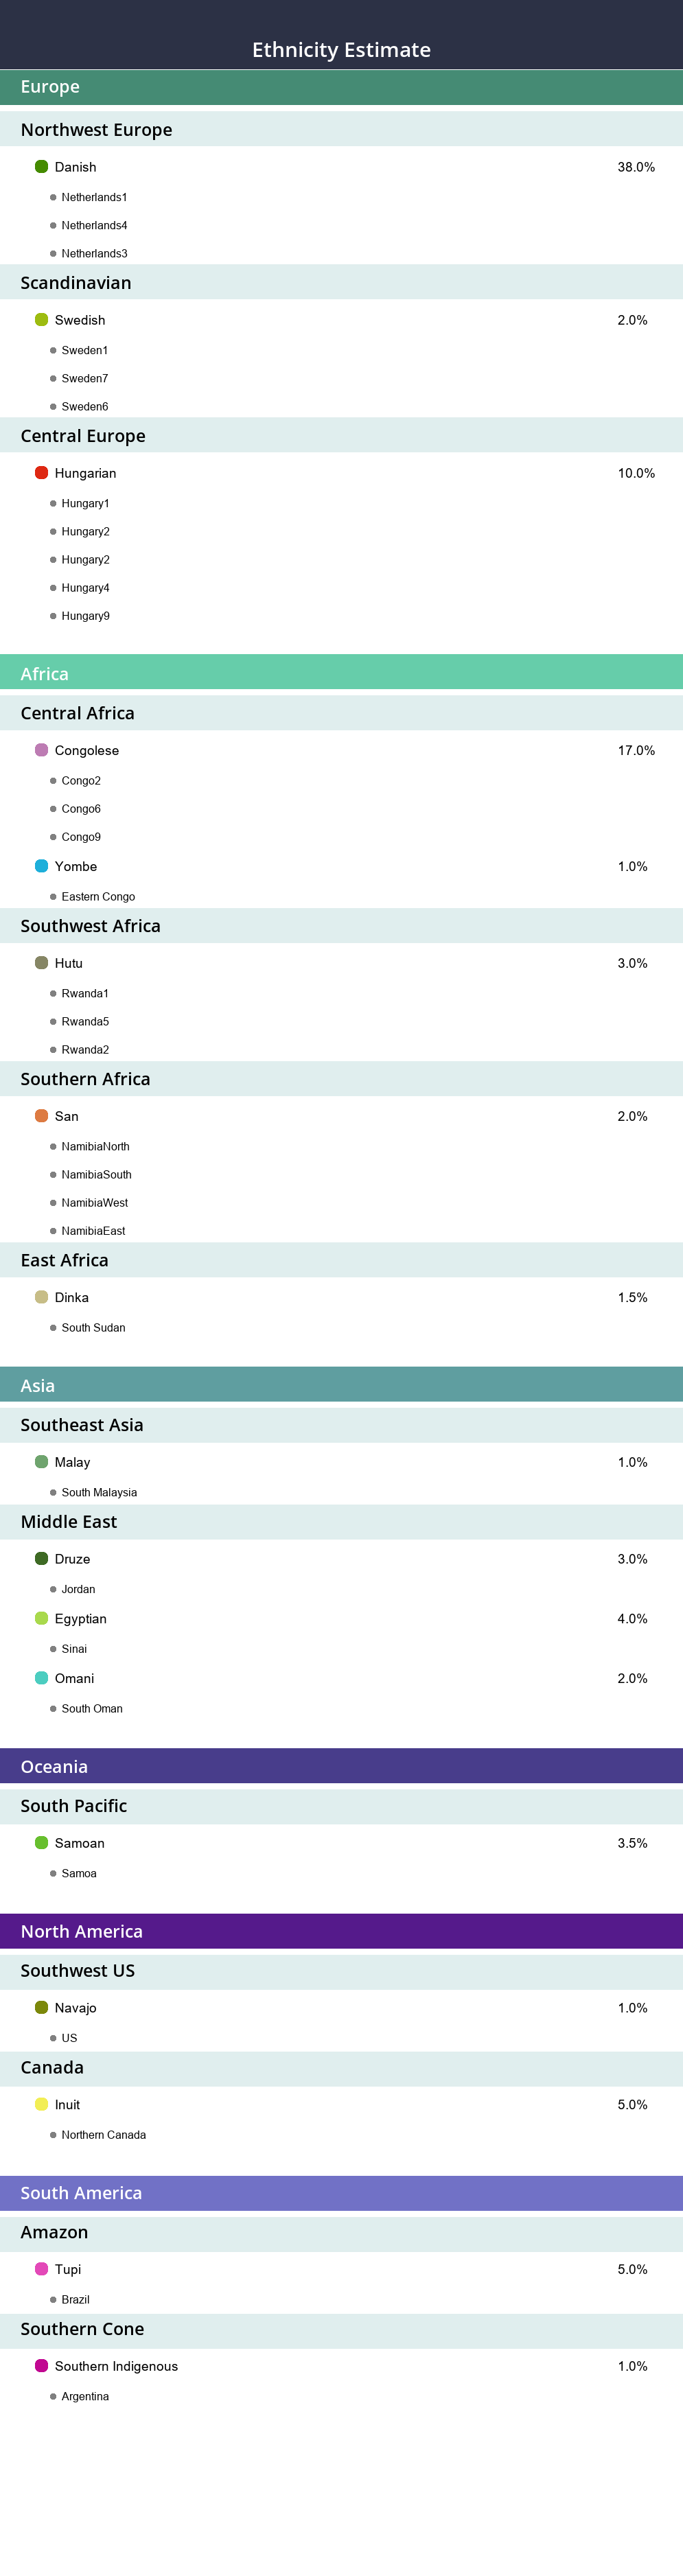 Ethnicity Estimate
Europe
Northwest Europe
Danish 38.0%
Netherlands1
Netherlands4
Netherlands3
Scandinavian
Swedish 2.0%
Sweden1
Sweden7
Sweden6
Central Europe
Hungarian 10.0%
Hungary1
Hungary2
Hungary2
Hungary4
Hungary9
Africa
Central Africa
Congolese 17.0%
Congo2
Congo6
Congo9
Yombe 1.0%
Eastern Congo
Southwest Africa
Hutu 3.0%
Rwanda1
Rwanda5
Rwanda2
Southern Africa
San 2.0%
NamibiaNorth
NamibiaSouth
NamibiaWest
NamibiaEast
East Africa
Dinka 1.5%
South Sudan
Asia
Southeast Asia
Malay 1.0%
South Malaysia
Middle East
Druze 3.0%
Jordan
Egyptian 4.0%
Sinai
Omani 2.0%
South Oman
Oceania
South Pacific
Samoan 3.5%
Samoa
North America
Southwest US
Navajo 1.0%
US
Canada
Inuit 5.0%
Northern Canada
South America
Amazon
Tupi 5.0%
Brazil
Southern Cone
Southern Indigenous 1.0%
Argentina